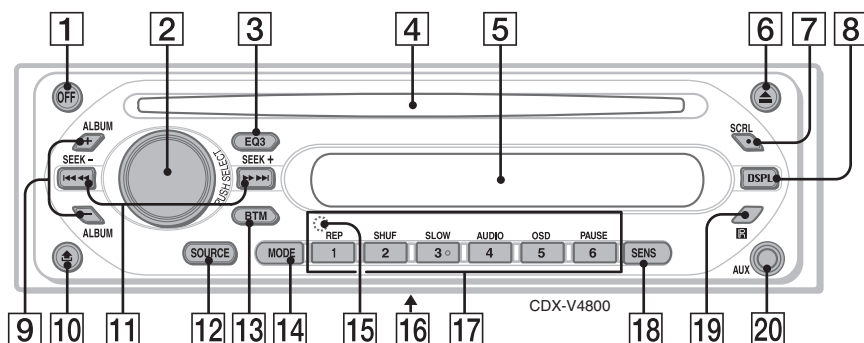 1 2 3 4 5 6 7 8
OFF
ALBUM
+
EQ3
SCRL
SEEK –
SEEK +
PUSH SELECT
DSPL
–
ALBUM
BTM
REP SHUF SLOW AUDIO OSD PAUSE
SOURCE MODE 1 2 3 4 5 6 SENS
AUX
CDX-V4800
9 10 11 12 13 14 15 16 17 18 19 20